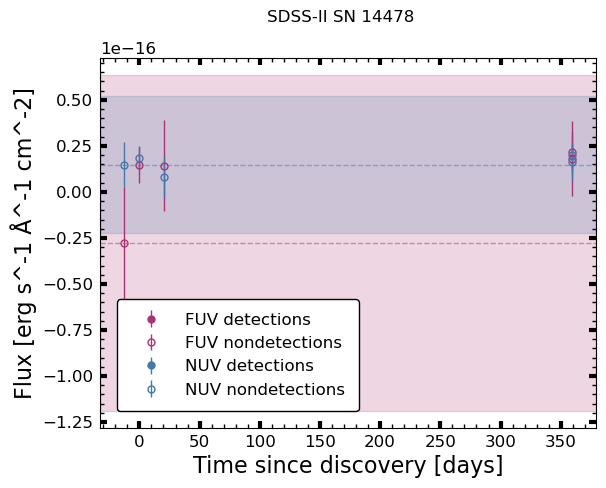 SDSS-II SN 14478
1e−16
Flux [erg s^-1 Å^-1 cm^-2]
0.50
0.25
0.00
−0.25
−0.50
−0.75
−1.00
−1.25
FUV detections
FUV nondetections
NUV detections
NUV nondetections
0 50 100 150 200 250 300 350
Time since discovery [days]